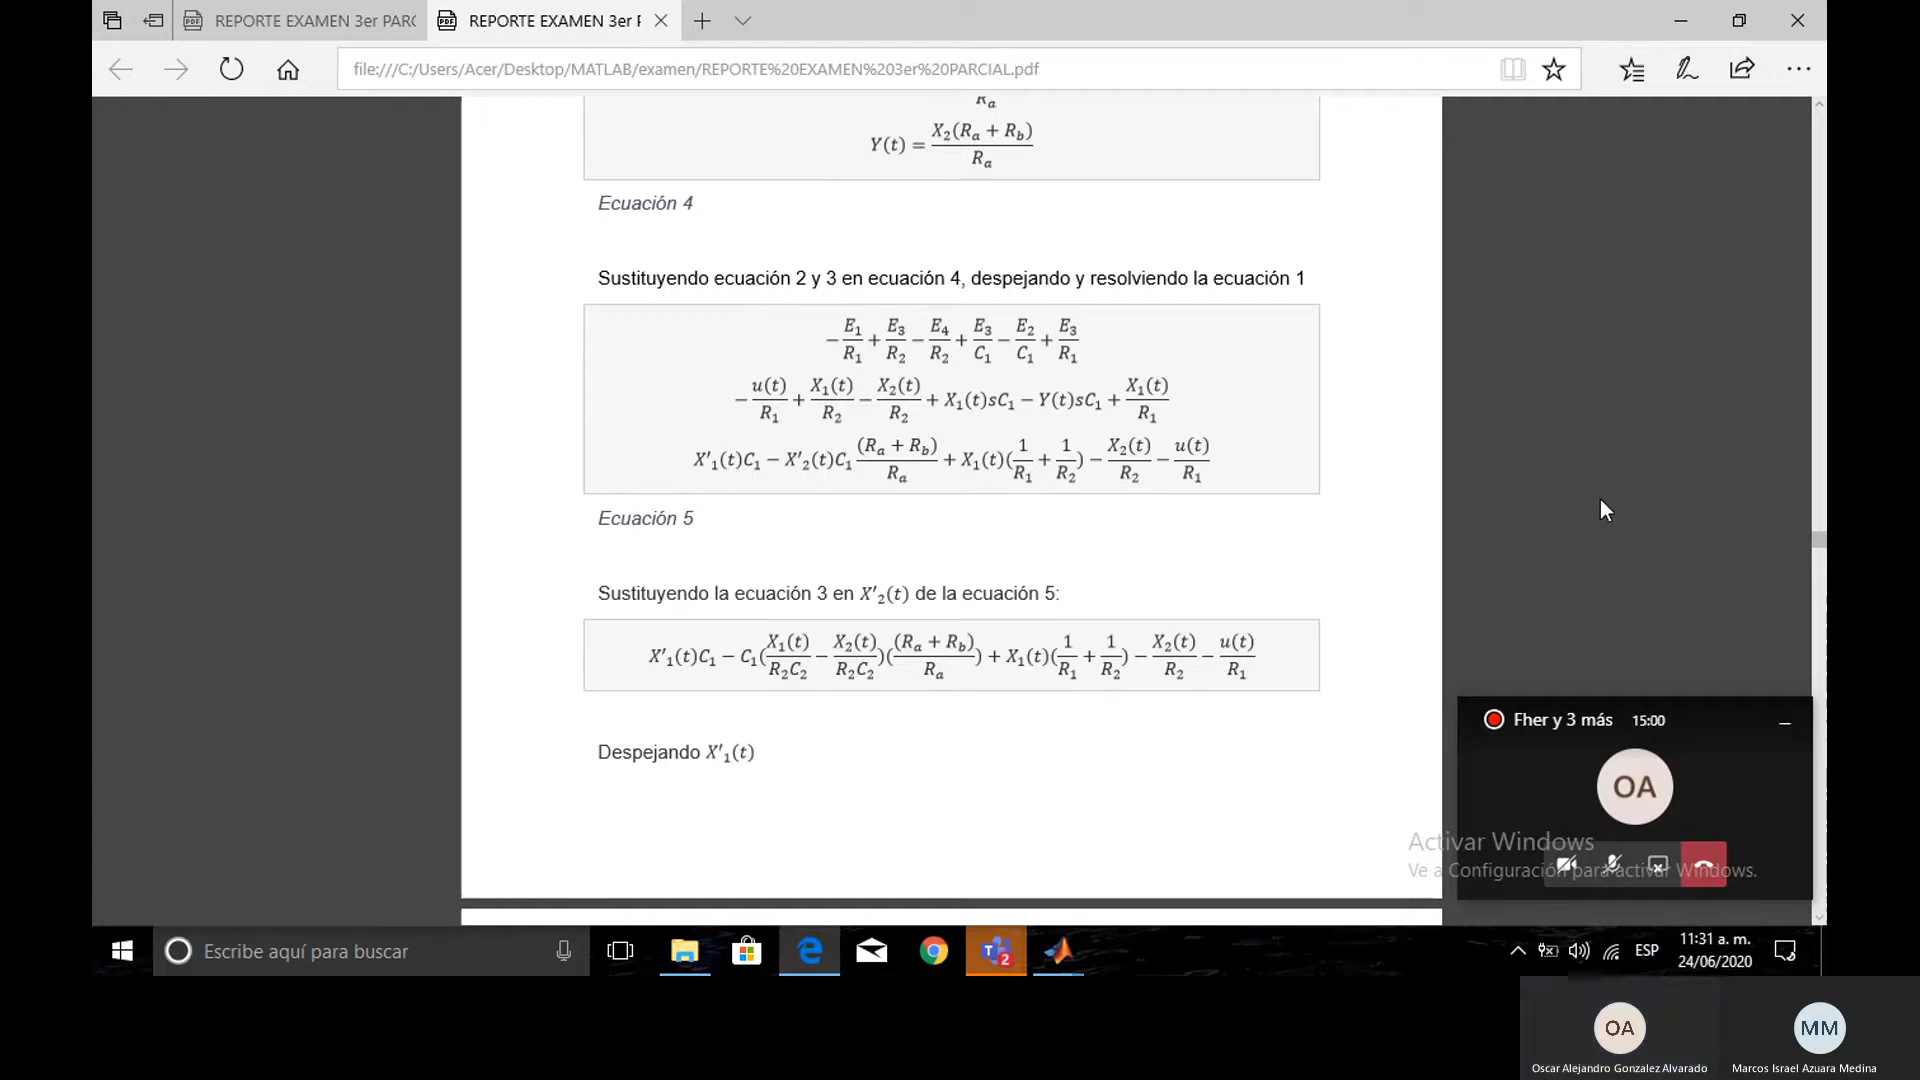 REPORTE EXAMEN 3er PARC
REPORTE EXAMEN 3er P
file:///C:/Users/Acer/Desktop/MATLAB/examen/REPORTE%20EXAMEN%203er%20PARCIAL.pdf
Rₐ
Y(t) = X₂(Rₐ + R_b) / Rₐ
Ecuación 4
Sustituyendo ecuación 2 y 3 en ecuación 4, despejando y resolviendo la ecuación 1
−E₁/R₁ + E₃/R₂ − E₄/R₂ + E₃/C₁ − E₂/C₁ + E₃/R₁
−u(t)/R₁ + X₁(t)/R₂ − X₂(t)/R₂ + X₁(t)sC₁ − Y(t)sC₁ + X₁(t)/R₁
X′₁(t)C₁ − X′₂(t)C₁ (Rₐ + R_b)/Rₐ + X₁(t)(1/R₁ + 1/R₂) − X₂(t)/R₂ − u(t)/R₁
Ecuación 5
Sustituyendo la ecuación 3 en X′₂(t) de la ecuación 5:
X′₁(t)C₁ − C₁(X₁(t)/R₂C₂ − X₂(t)/R₂C₂)((Rₐ + R_b)/Rₐ) + X₁(t)(1/R₁ + 1/R₂) − X₂(t)/R₂ − u(t)/R₁
Despejando X′₁(t)
Fher y 3 más 15:00
OA
Activar Windows
Ve a Configuración para activar Windows.
Escribe aquí para buscar
2
ESP
11:31 a. m.
24/06/2020
OA
MM
Oscar Alejandro Gonzalez Alvarado
Marcos Israel Azuara Medina